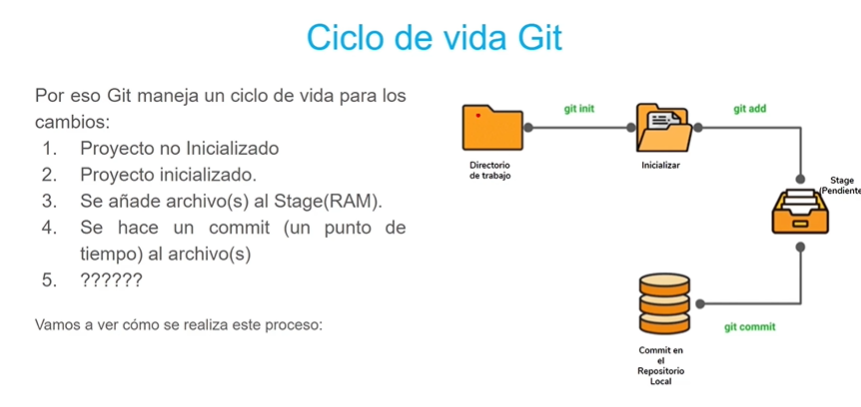 Ciclo de vida Git
Por eso Git maneja un ciclo de vida para los
cambios:
1. Proyecto no Inicializado
2. Proyecto inicializado.
3. Se añade archivo(s) al Stage(RAM).
4. Se hace un commit (un punto de
tiempo) al archivo(s)
5. ??????
Vamos a ver cómo se realiza este proceso:
git init
git add
Directorio
de trabajo
Inicializar
Stage
(Pendiente
git commit
Commit en
el
Repositorio
Local